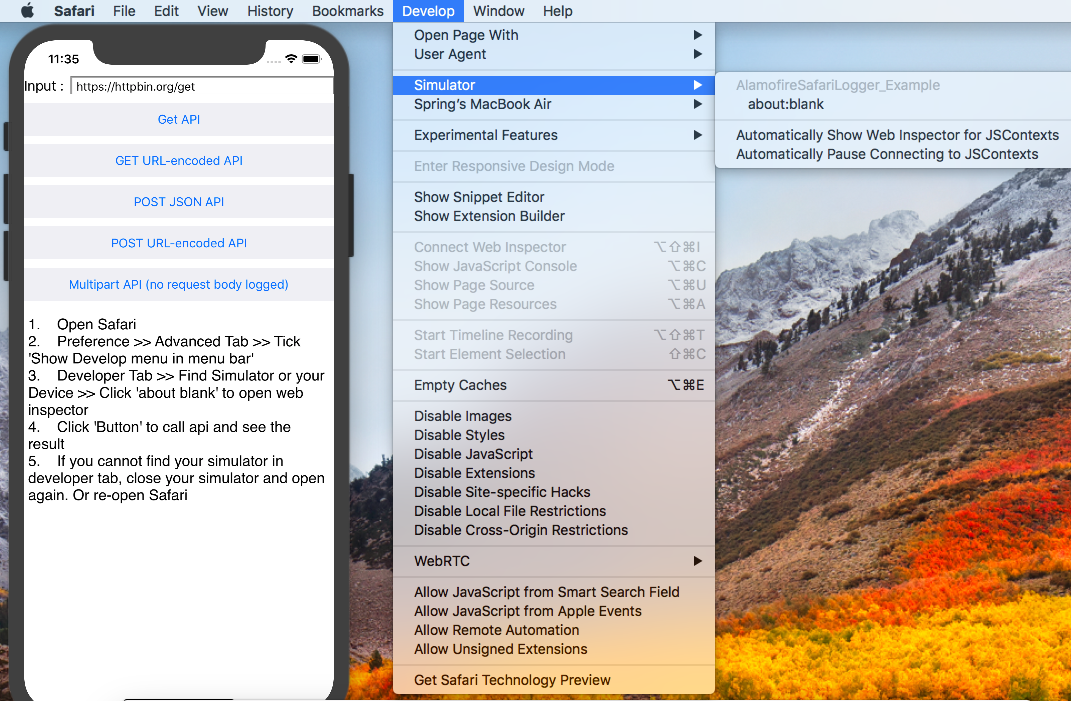 Safari File Edit View History Bookmarks Develop Window Help
11:35
Input : https://httpbin.org/get
Get API
GET URL-encoded API
POST JSON API
POST URL-encoded API
Multipart API (no request body logged)
1. Open Safari
2. Preference >> Advanced Tab >> Tick
'Show Develop menu in menu bar'
3. Developer Tab >> Find Simulator or your
Device >> Click 'about blank' to open web
inspector
4. Click 'Button' to call api and see the
result
5. If you cannot find your simulator in
developer tab, close your simulator and open
again. Or re-open Safari
Open Page With
User Agent
Simulator
Spring's MacBook Air
Experimental Features
Enter Responsive Design Mode
Show Snippet Editor
Show Extension Builder
Connect Web Inspector ⌥⇧⌘I
Show JavaScript Console ⌥⌘C
Show Page Source ⌥⌘U
Show Page Resources ⌥⌘A
Start Timeline Recording ⌥⇧⌘T
Start Element Selection ⇧⌘C
Empty Caches ⌥⌘E
Disable Images
Disable Styles
Disable JavaScript
Disable Extensions
Disable Site-specific Hacks
Disable Local File Restrictions
Disable Cross-Origin Restrictions
WebRTC
Allow JavaScript from Smart Search Field
Allow JavaScript from Apple Events
Allow Remote Automation
Allow Unsigned Extensions
Get Safari Technology Preview
AlamofireSafariLogger_Example
about:blank
Automatically Show Web Inspector for JSContexts
Automatically Pause Connecting to JSContexts